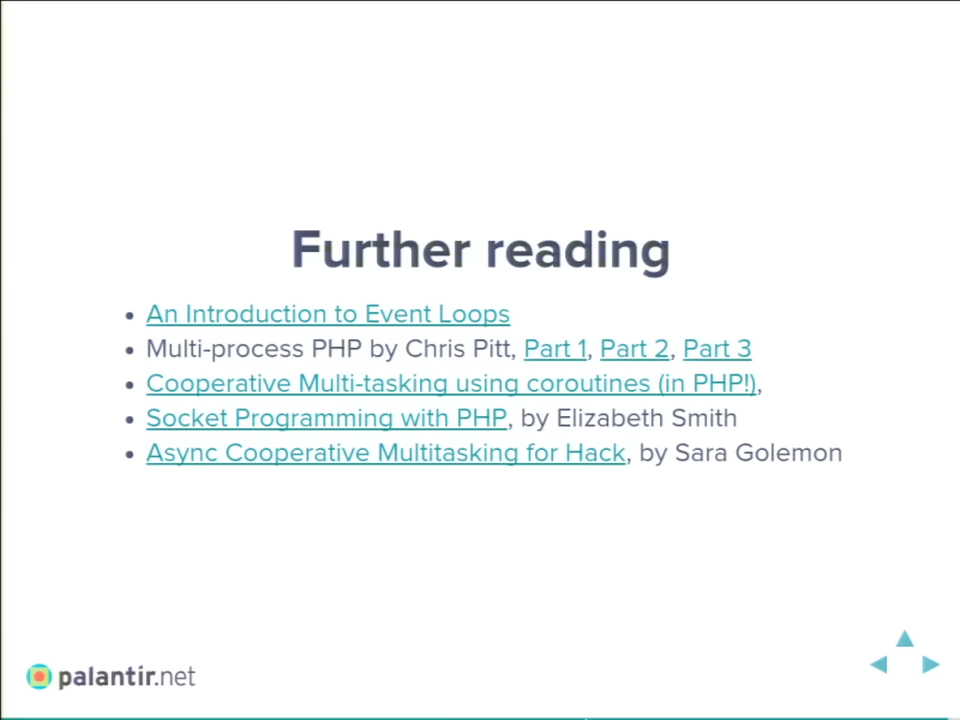 Further reading
An Introduction to Event Loops
Multi-process PHP by Chris Pitt, Part 1, Part 2, Part 3
Cooperative Multi-tasking using coroutines (in PHP!),
Socket Programming with PHP, by Elizabeth Smith
Async Cooperative Multitasking for Hack, by Sara Golemon
palantir.net